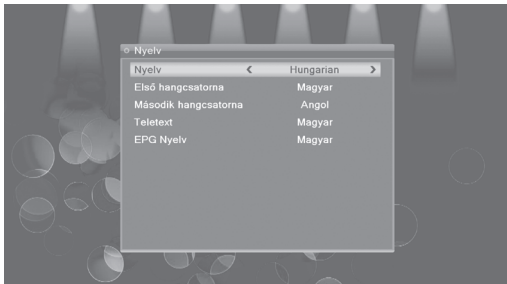 Nyelv
Nyelv < Hungarian >
Első hangcsatorna Magyar
Második hangcsatorna Angol
Teletext Magyar
EPG Nyelv Magyar